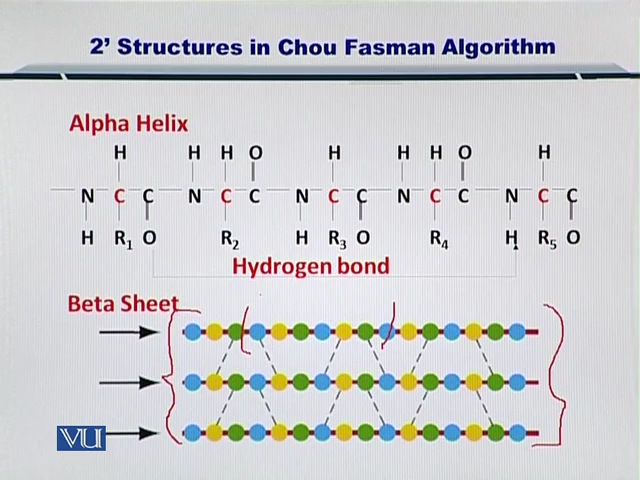 2’ Structures in Chou Fasman Algorithm
Alpha Helix
H H H O H H H O H
N C C N C C N C C N C C N C C
H R1 O R2 H R3 O R4 H R5 O
Hydrogen bond
Beta Sheet
VU